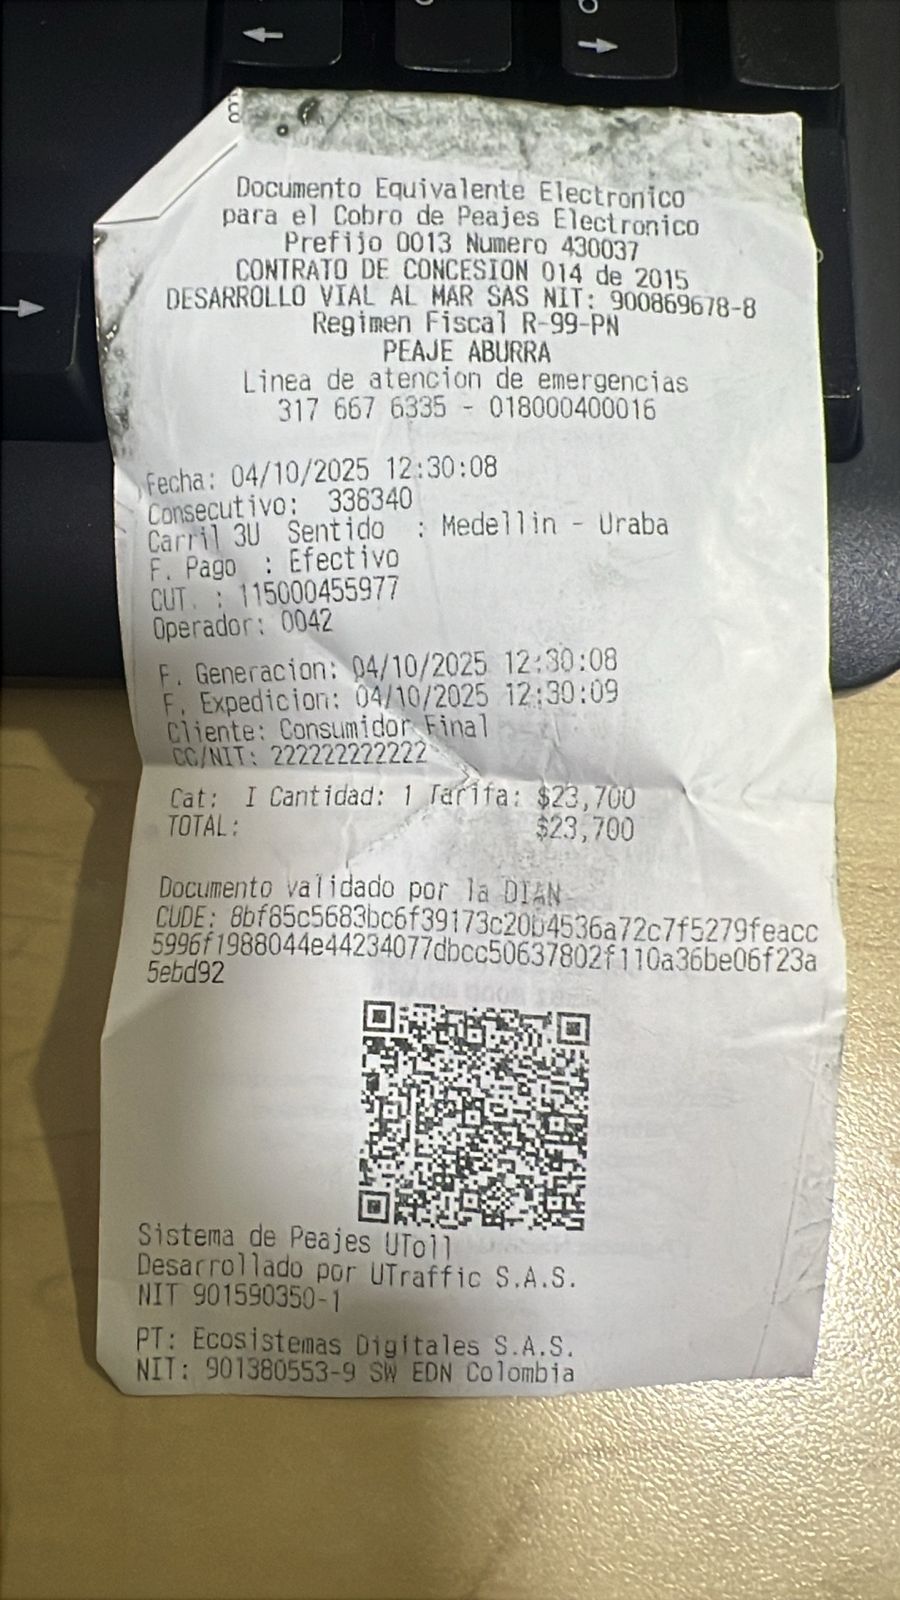 Documento Equivalente Electronico
para el Cobro de Peajes Electronico
Prefijo 0013 Numero 430037
CONTRATO DE CONCESION 014 de 2015
DESARROLLO VIAL AL MAR SAS NIT: 900869678-8
Regimen Fiscal R-99-PN
PEAJE ABURRA
Linea de atencion de emergencias
317 667 6335 - 018000400016
Fecha: 04/10/2025 12:30:08
Consecutivo: 338340
Carril 3U Sentido : Medellin - Uraba
F. Pago : Efectivo
CUT : 115000455977
Operador: 0042
F. Generacion: 04/10/2025 12:30:08
F. Expedicion: 04/10/2025 12:30:09
Cliente: Consumidor Final
CC/NIT: 222222222222
Cat: I Cantidad: 1 Tarifa: $23,700
TOTAL: $23,700
Documento validado por la DIAN
CUDE: 8bf85c5683bc6f39173c20b4536a72c7f5279feacc
5996f1988044e44234077dbcc50637802f110a36be06f23a
5ebd92
Sistema de Peajes UToll
Desarrollado por UTraffic S.A.S.
NIT 901590350-1
PT: Ecosistemas Digitales S.A.S.
NIT: 901380553-9 SW EDN Colombia